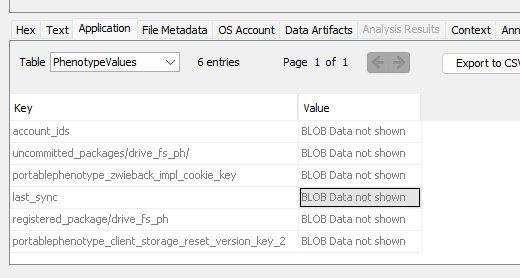 Hex Text Application File Metadata OS Account Data Artifacts Analysis Results Context Ann
Table PhenotypeValues 6 entries Page 1 of 1 Export to CS
Key Value
account_ids BLOB Data not shown
uncommitted_packages/drive_fs_ph/ BLOB Data not shown
portablephenotype_zwieback_impl_cookie_key BLOB Data not shown
last_sync BLOB Data not shown
registered_package/drive_fs_ph BLOB Data not shown
portablephenotype_client_storage_reset_version_key_2 BLOB Data not shown